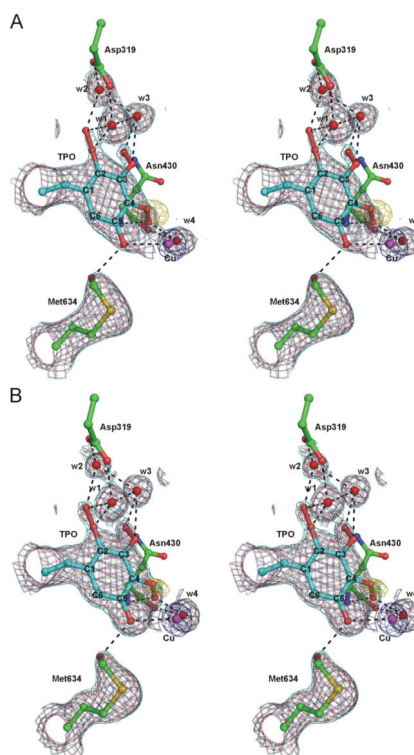 A
Asp319
Asp319
w2
w2
w3
w3
w1
w1
TPO
TPO
Asn430
Asn430
C2
C3
C2
C3
C1
C4
C1
C4
C6
C5
C6
C5
w4
Cu
Cu
Met634
Met634
B
Asp319
Asp319
w2
w2
w3
w3
w1
w1
TPO
TPO
Asn430
Asn430
C2
C3
C2
C3
C1
C4
C1
C4
C6
C5
C6
C5
w4
Cu
Cu
Met634
Met634